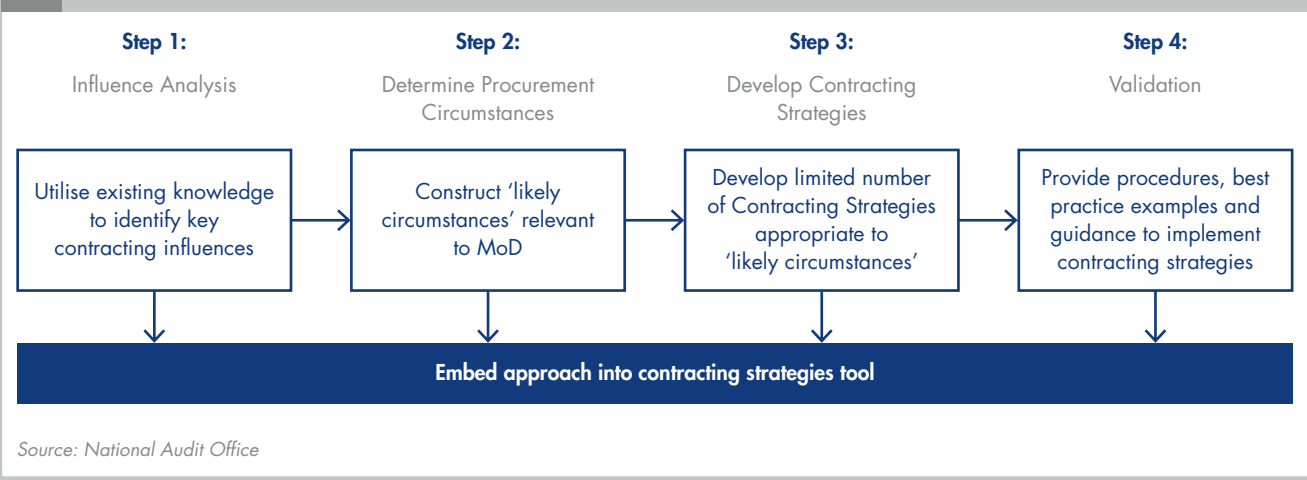 Step 1:
Influence Analysis
Utilise existing knowledge
to identify key
contracting influences
Step 2:
Determine Procurement
Circumstances
Construct ‘likely
circumstances’ relevant
to MoD
Step 3:
Develop Contracting
Strategies
Develop limited number
of Contracting Strategies
appropriate to
‘likely circumstances’
Step 4:
Validation
Provide procedures, best
practice examples and
guidance to implement
contracting strategies
Embed approach into contracting strategies tool
Source: National Audit Office